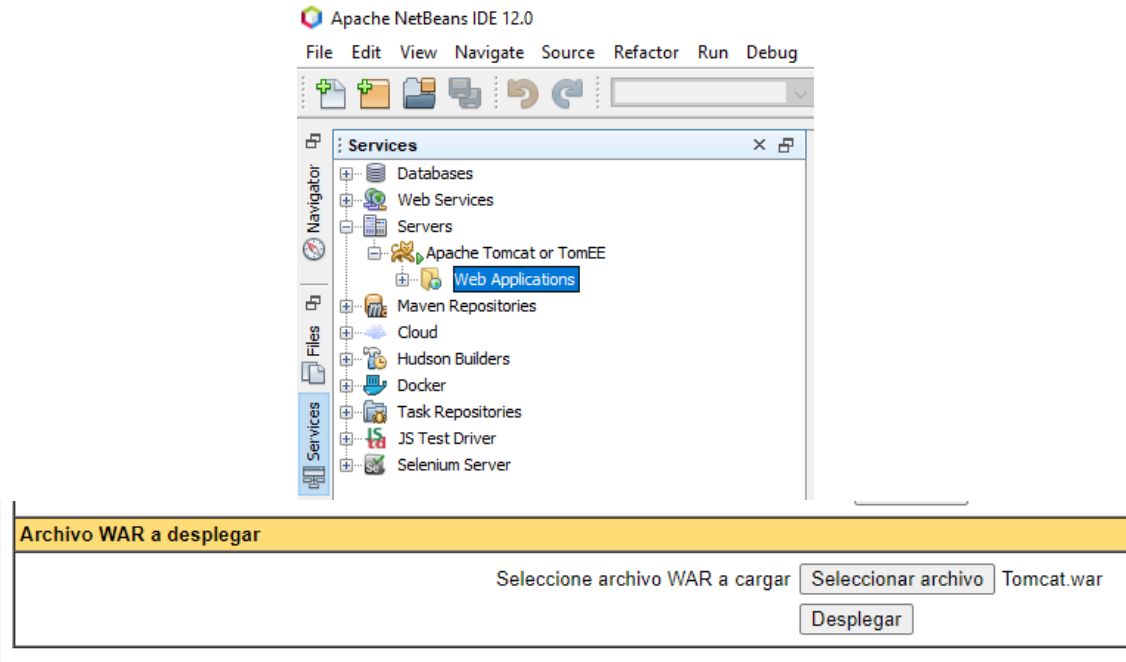 Apache NetBeans IDE 12.0
File Edit View Navigate Source Refactor Run Debug
Services
Navigator
Files
Services
Databases
Web Services
Servers
Apache Tomcat or TomEE
Web Applications
Maven Repositories
Cloud
Hudson Builders
Docker
Task Repositories
JS Test Driver
Selenium Server
Archivo WAR a desplegar
Seleccione archivo WAR a cargar Seleccionar archivo Tomcat.war
Desplegar